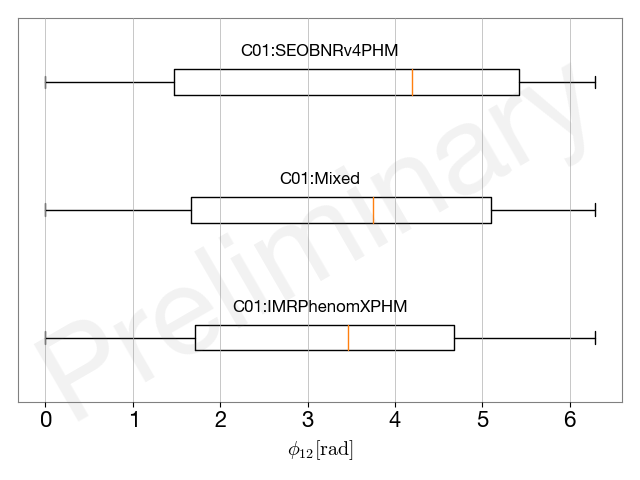 C01:SEOBNRv4PHM
C01:Mixed
C01:IMRPhenomXPHM
Preliminary
0 1 2 3 4 5 6
ϕ₁₂[rad]